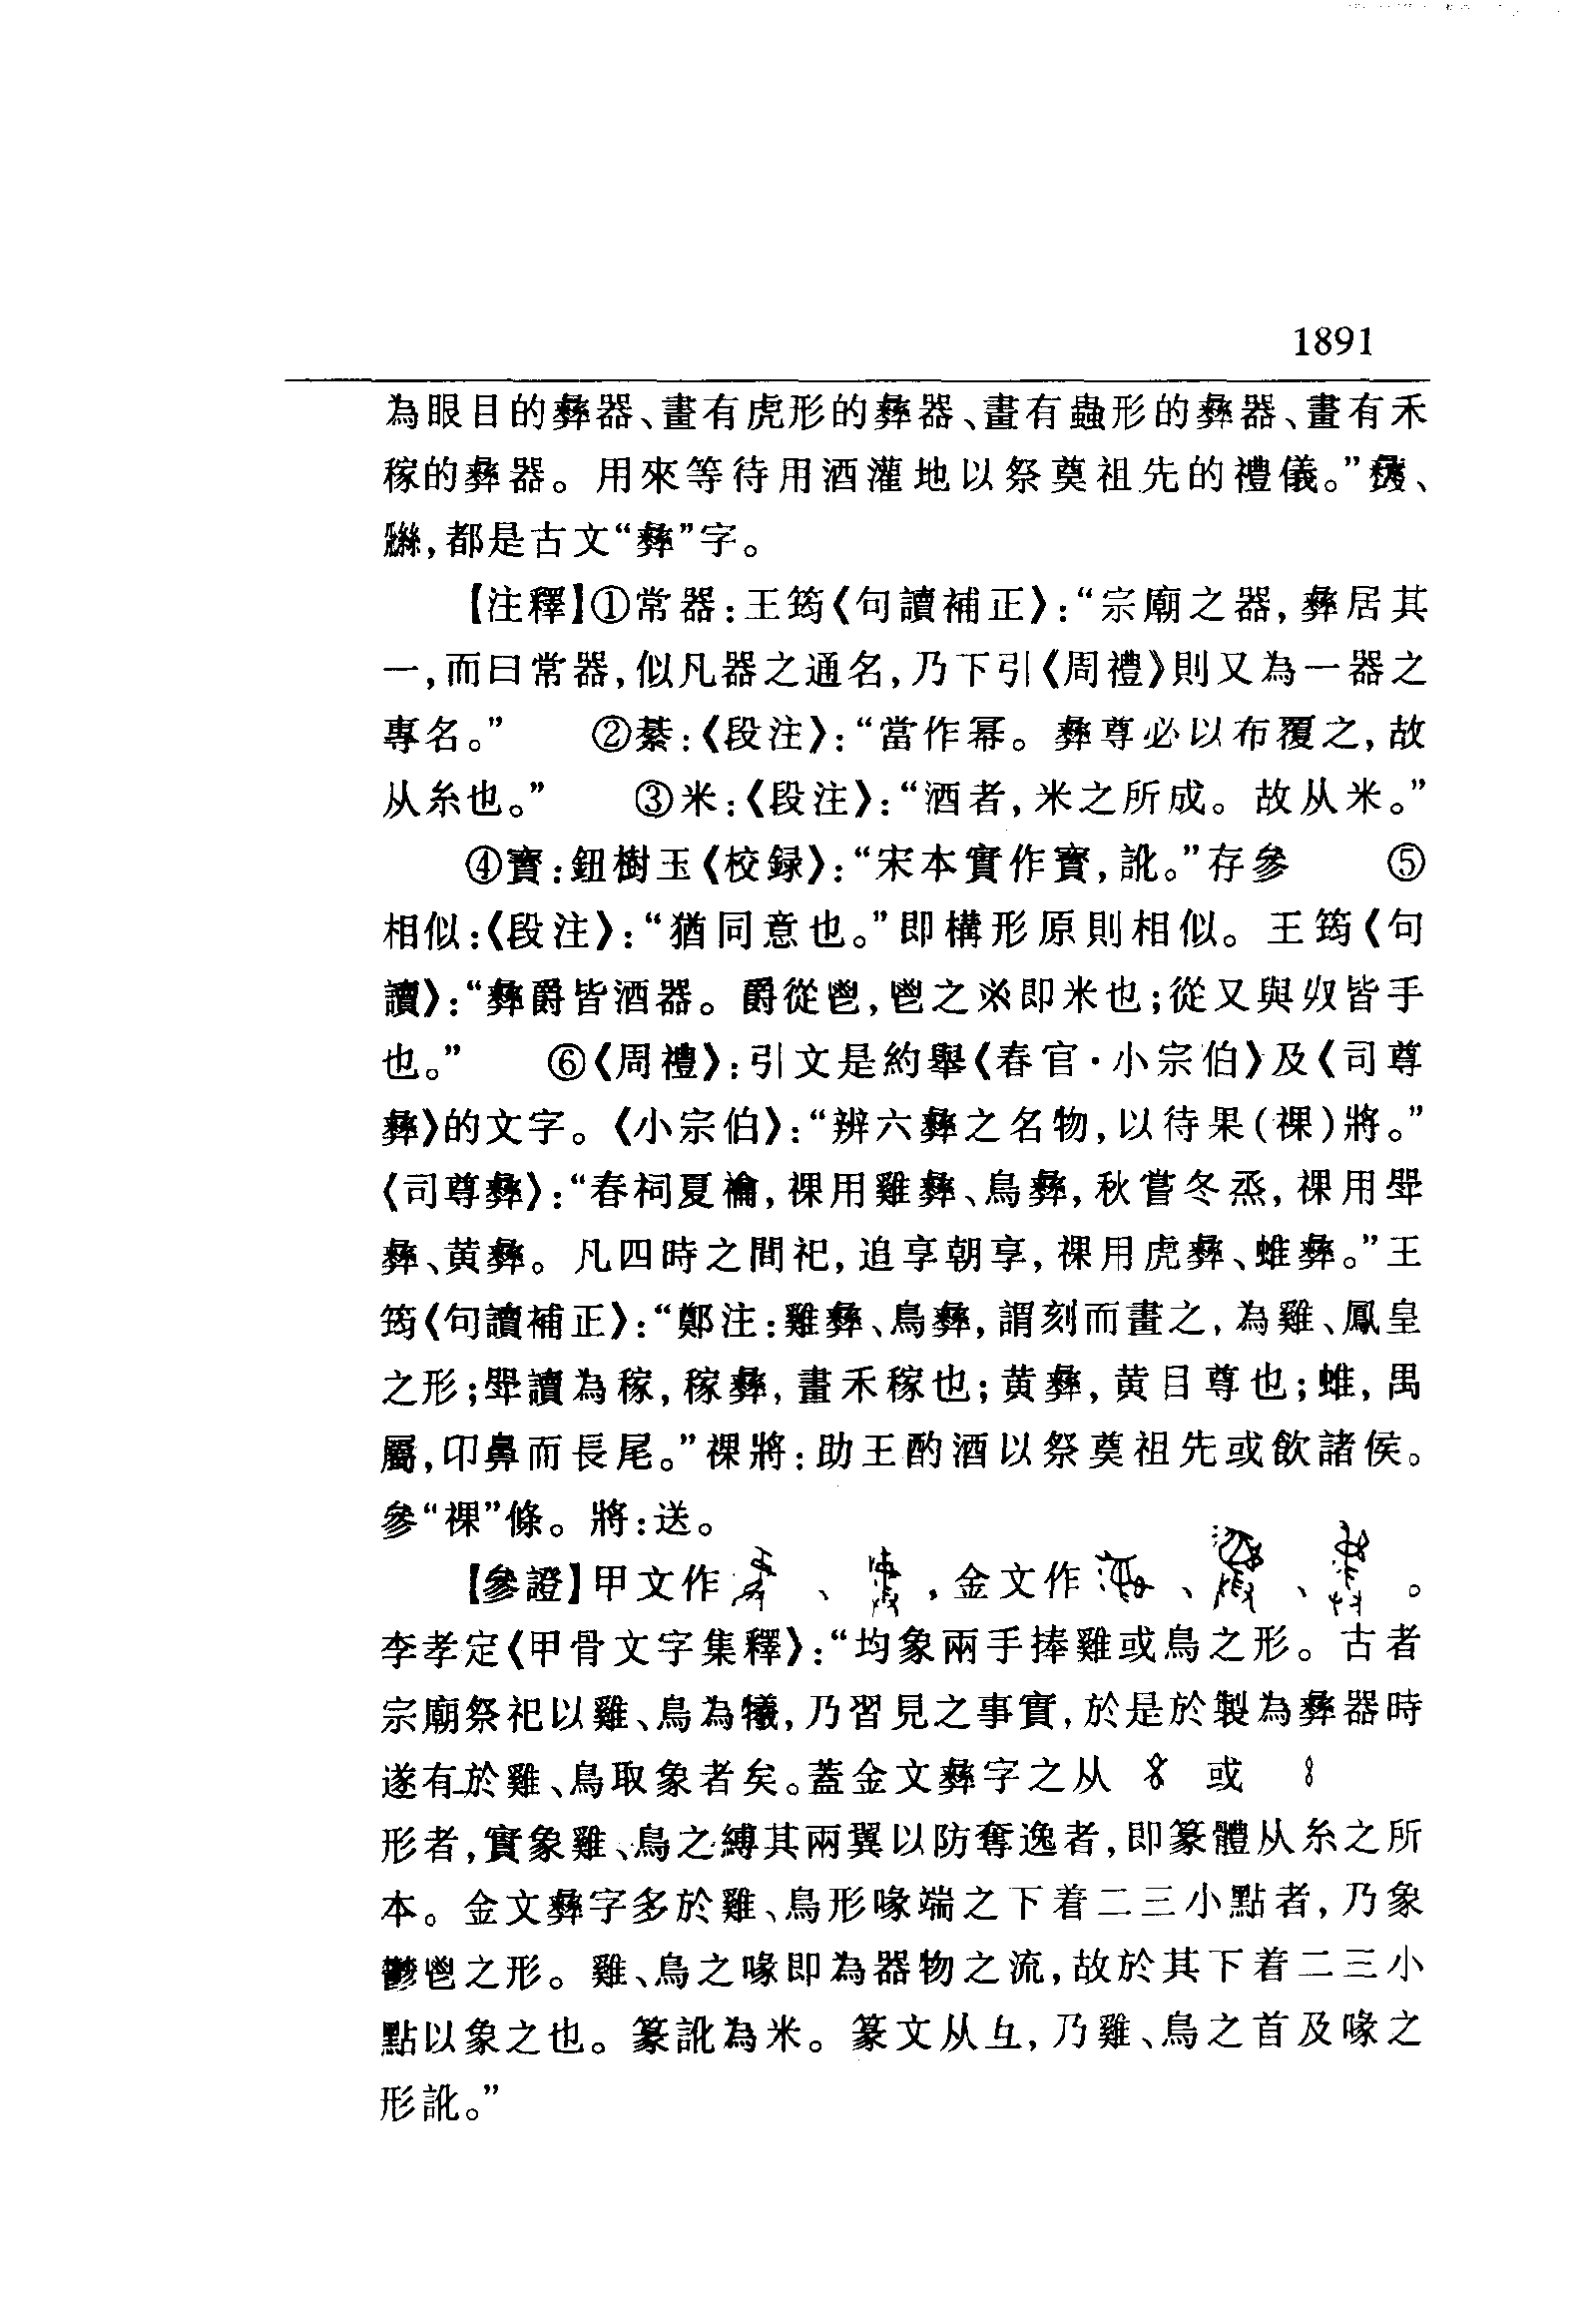 1891
為眼目的彝器、畫有虎形的彝器、畫有蟲形的彝器、畫有禾
稼的彝器。用來等待用酒灌地以祭奠祖先的禮儀。”、
，都是古文“彝”字。
【注釋】①常器：王筠《句讀補正》：“宗廟之器，彝居其
一，而曰常器，似凡器之通名，乃下引《周禮》則又為一器之
專名。”　②綦：《段注》：“當作冪。彝尊必以布覆之，故
从糸也。”　③米：《段注》：“酒者，米之所成。故从米。”
④寶：鈕樹玉《校録》：“宋本實作寶，訛。”存參　⑤
相似：《段注》：“猶同意也。”即構形原則相似。王筠《句
讀》：“彝爵皆酒器。爵從鬯，鬯之※即米也；從又與廾皆手
也。”　⑥《周禮》：引文是約舉《春官·小宗伯》及《司尊
彝》的文字。《小宗伯》：“辨六彝之名物，以待果(祼)將。”
《司尊彝》：“春祠夏禴，祼用雞彝、鳥彝，秋嘗冬烝，祼用斝
彝、黄彝。凡四時之間祀，追享朝享，祼用虎彝、蜼彝。”王
筠《句讀補正》：“鄭注：雞彝、鳥彝，謂刻而畫之，為雞、鳳皇
之形；斝讀為稼，稼彝，畫禾稼也；黄彝，黄目尊也；蜼，禺
屬，卬鼻而長尾。”祼將：助王酌酒以祭奠祖先或飲諸侯。
參“祼”條。將：送。
【參證】甲文作、，金文作、、。
李孝定《甲骨文字集釋》：“均象兩手捧雞或鳥之形。古者
宗廟祭祀以雞、鳥為犧，乃習見之事實，於是於製為彝器時
遂有於雞、鳥取象者矣。蓋金文彝字之从 或
形者，實象雞、鳥之縛其兩翼以防奪逸者，即篆體从糸之所
本。金文彝字多於雞、鳥形喙端之下着二三小點者，乃象
鬱鬯之形。雞、鳥之喙即為器物之流，故於其下着二三小
點以象之也。篆訛為米。篆文从彑，乃雞、鳥之首及喙之
形訛。”